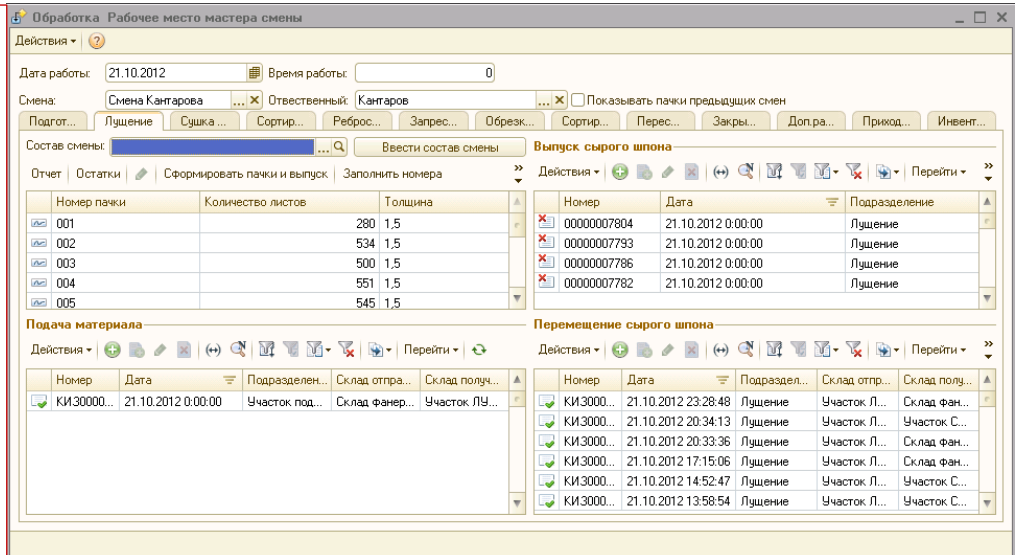 Обработка Рабочее место мастера смены
Действия
Дата работы: 21.10.2012 Время работы: 0
Смена: Смена Кантарова ... Отвественный: Кантаров ... Показывать пачки предыдущих смен
Подгот... Лущение Сушка ... Сортир... Реброс... Запрес... Обрезк... Сортир... Перес... Закры... Доп.ра... Приход... Инвент...
Состав смены: ... Ввести состав смены
Отчет Остатки Сформировать пачки и выпуск Заполнить номера
Номер пачки Количество листов Толщина
001 280 1,5
002 534 1,5
003 500 1,5
004 551 1,5
005 545 1,5
Выпуск сырого шпона
Действия Перейти
Номер Дата Подразделение
00000007804 21.10.2012 0:00:00 Лущение
00000007793 21.10.2012 0:00:00 Лущение
00000007786 21.10.2012 0:00:00 Лущение
00000007782 21.10.2012 0:00:00 Лущение
Подача материала
Действия Перейти
Номер Дата Подразделен... Склад отпра... Склад получ...
КИ30000... 21.10.2012 0:00:00 Участок под... Склад фанер... Участок ЛУ...
Перемещение сырого шпона
Действия Перейти
Номер Дата Подраздел... Склад отпр... Склад полу...
КИ3000... 21.10.2012 23:28:48 Лущение Участок Л... Склад фан...
КИ3000... 21.10.2012 20:34:13 Лущение Участок Л... Участок С...
КИ3000... 21.10.2012 20:33:36 Лущение Участок Л... Склад фан...
КИ3000... 21.10.2012 17:15:06 Лущение Участок Л... Склад фан...
КИ3000... 21.10.2012 14:52:47 Лущение Участок Л... Участок С...
КИ3000... 21.10.2012 13:58:54 Лущение Участок Л... Участок С...